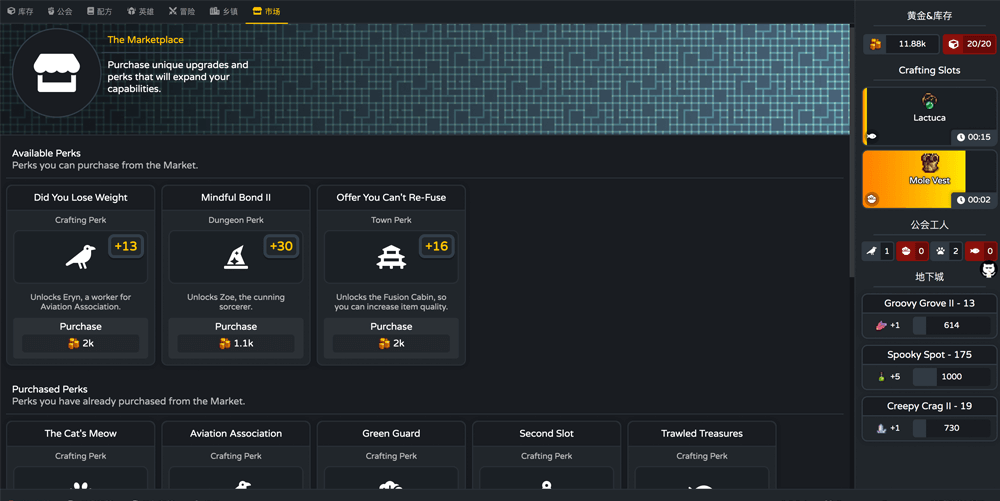 库存 公会 配方 英雄 冒险 乡镇 市场
The Marketplace
Purchase unique upgrades and
perks that will expand your
capabilities.
Available Perks
Perks you can purchase from the Market.
Did You Lose Weight
Crafting Perk
+13
Unlocks Eryn, a worker for
Aviation Association.
Purchase
2k
Mindful Bond II
Dungeon Perk
+30
Unlocks Zoe, the cunning
sorcerer.
Purchase
1.1k
Offer You Can't Re-Fuse
Town Perk
+16
Unlocks the Fusion Cabin, so
you can increase item quality.
Purchase
2k
Purchased Perks
Perks you have already purchased from the Market.
The Cat's Meow
Crafting Perk
Aviation Association
Crafting Perk
Green Guard
Crafting Perk
Second Slot
Crafting Perk
Trawled Treasures
Crafting Perk
黄金&库存
11.88k 20/20
Crafting Slots
Lactuca
00:15
Mole Vest
00:02
公会工人
1 0 2 0
地下城
Groovy Grove II - 13
+1 614
Spooky Spot - 175
+5 1000
Creepy Crag II - 19
+1 730